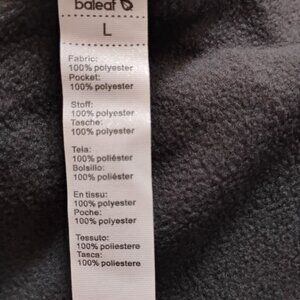 baleaf
L
Fabric:
100% polyester
Pocket:
100% polyester
Stoff:
100% polyester
Tasche:
100% polyester
Tela:
100% poliéster
Bolsillo:
100% poliéster
En tissu:
100% polyester
Poche:
100% polyester
Tessuto:
100% poliestere
Tasca:
100% poliestere